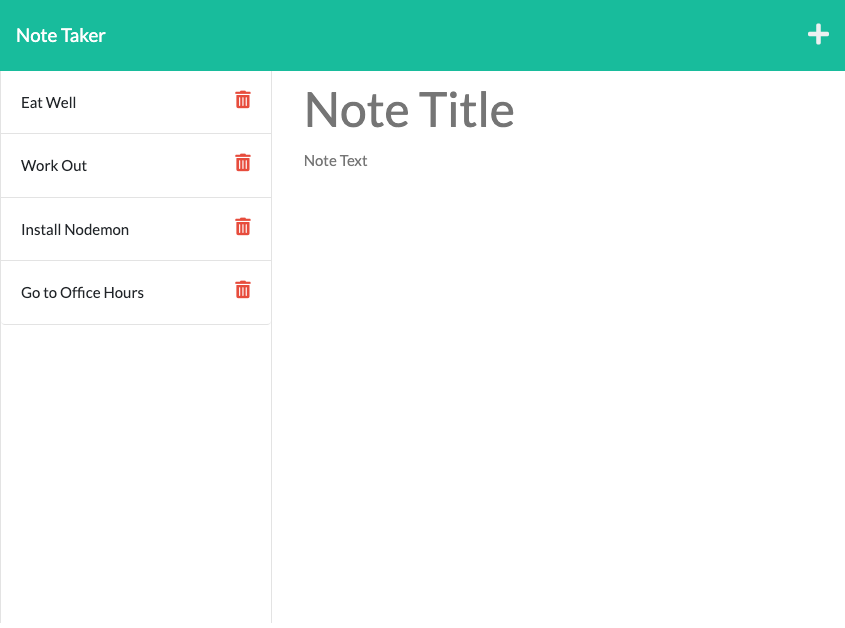 Note Taker
Eat Well
Work Out
Install Nodemon
Go to Office Hours
Note Title
Note Text